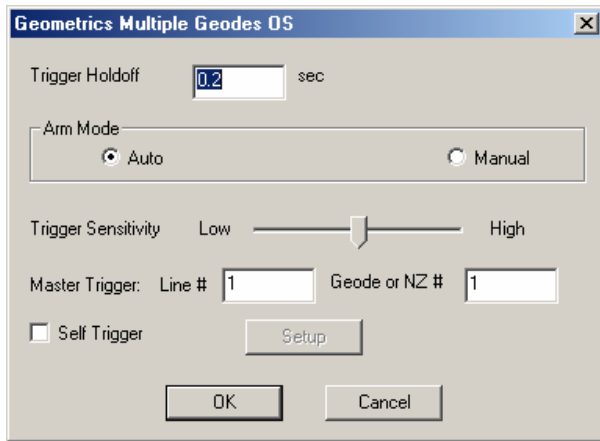 Geometrics Multiple Geodes OS
Trigger Holdoff 0.2 sec
Arm Mode
Auto Manual
Trigger Sensitivity Low High
Master Trigger: Line # 1 Geode or NZ # 1
Self Trigger Setup
OK Cancel